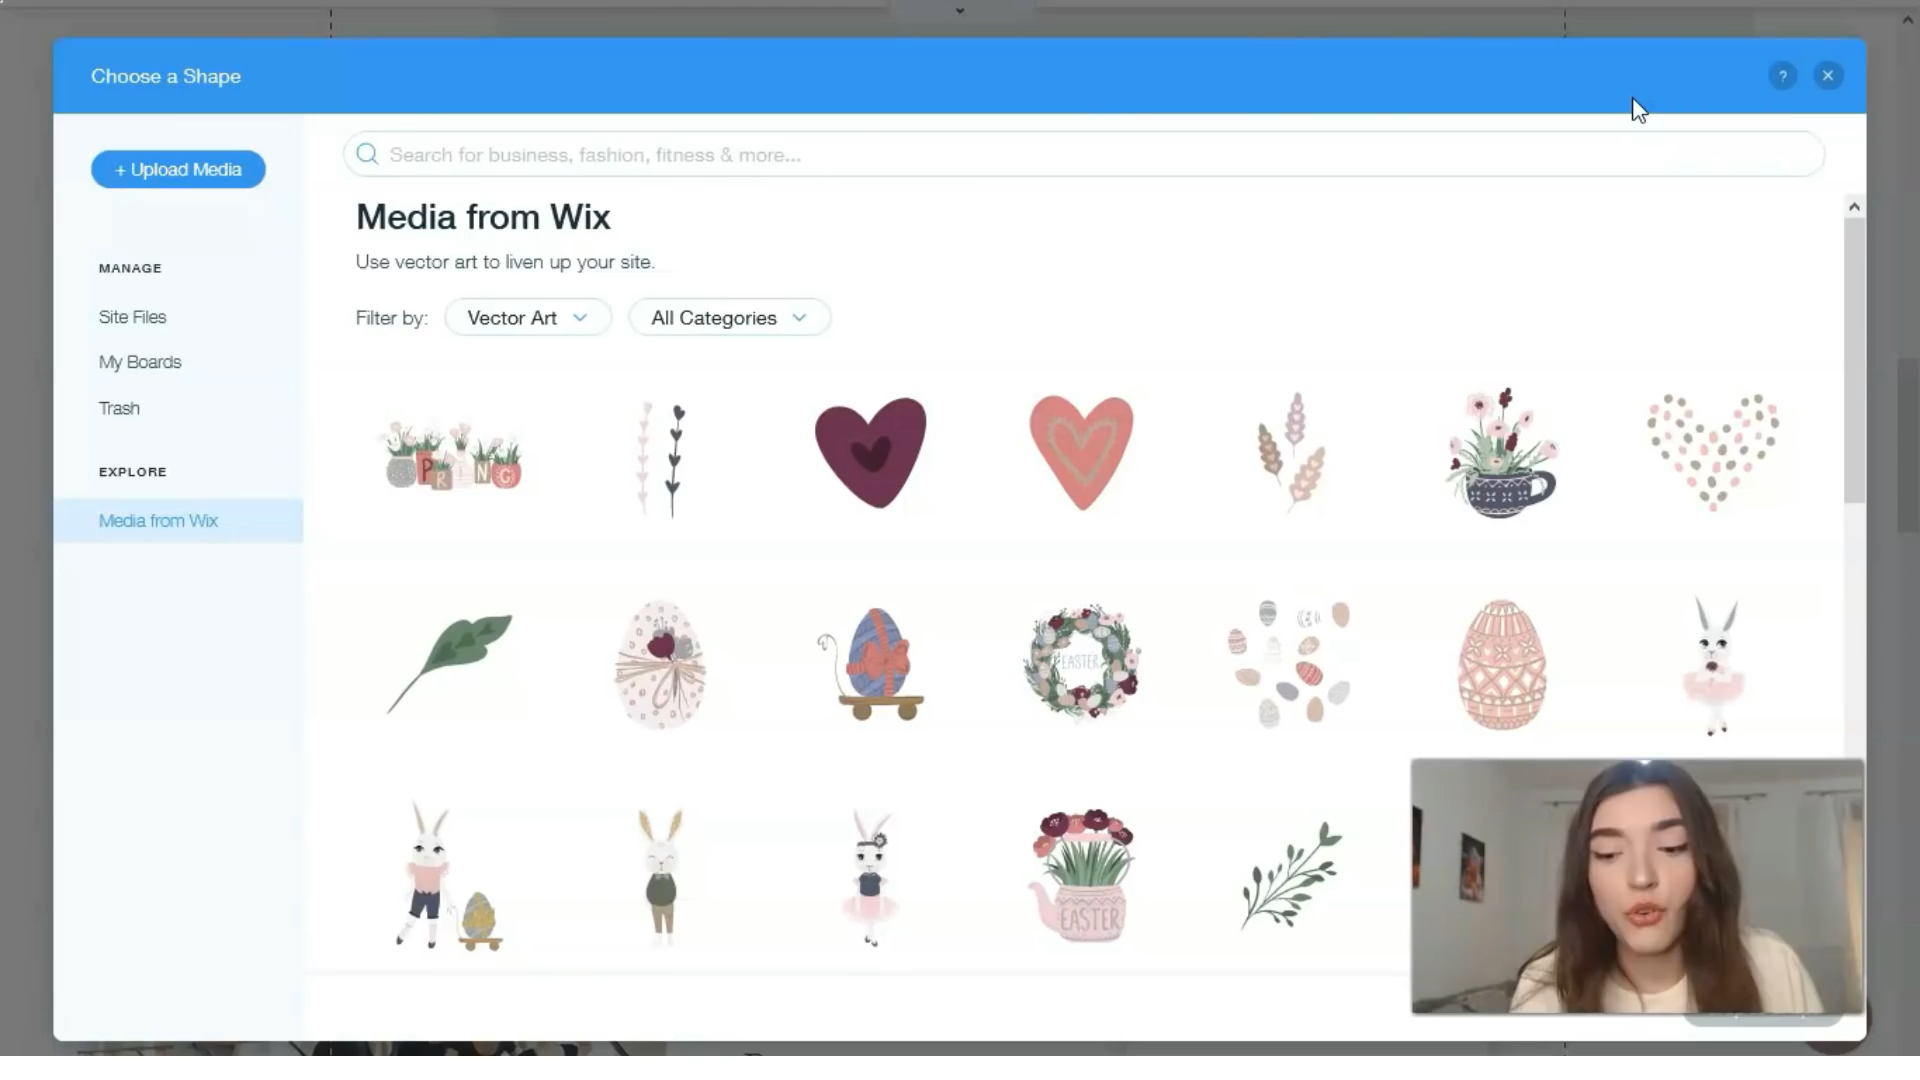 Choose a Shape
?
+ Upload Media
Search for business, fashion, fitness & more...
Media from Wix
Use vector art to liven up your site.
MANAGE
Site Files
My Boards
Trash
Filter by:
Vector Art
All Categories
EXPLORE
Media from Wix
PRING
EASTER
EASTER